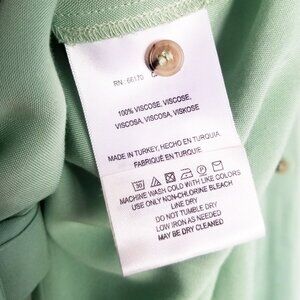 RN: 66170
100% VISCOSE, VISCOSE,
VISCOSA, VISCOSA, VISKOSE
MADE IN TURKEY, HECHO EN TURQUIA
FABRIQUÉ EN TURQUIE
30 P
MACHINE WASH COLD WITH LIKE COLORS
USE ONLY NON-CHLORINE BLEACH
LINE DRY
DO NOT TUMBLE DRY
LOW IRON AS NEEDED
MAY BE DRY CLEANED